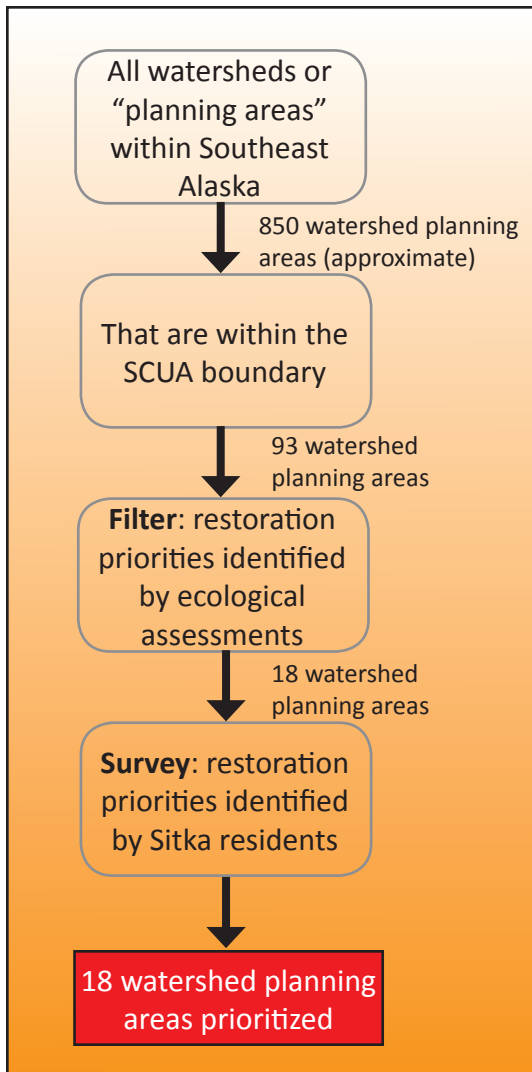 All watersheds or
“planning areas”
within Southeast
Alaska
850 watershed planning
areas (approximate)
That are within the
SCUA boundary
93 watershed
planning areas
Filter: restoration
priorities identified
by ecological
assessments
18 watershed
planning areas
Survey: restoration
priorities identified
by Sitka residents
18 watershed planning
areas prioritized